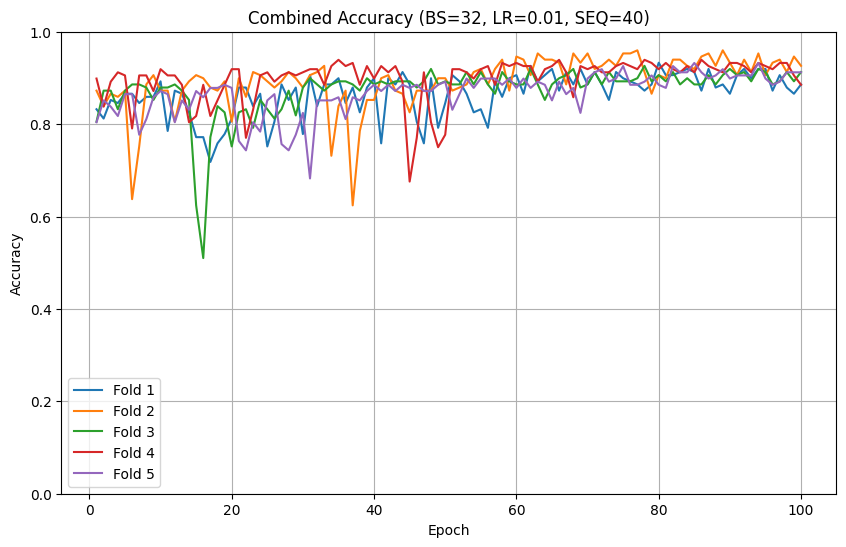 Combined Accuracy (BS=32, LR=0.01, SEQ=40)
1.0
0.8
0.6
0.4
0.2
0.0
Accuracy
Fold 1
Fold 2
Fold 3
Fold 4
Fold 5
0 20 40 60 80 100
Epoch